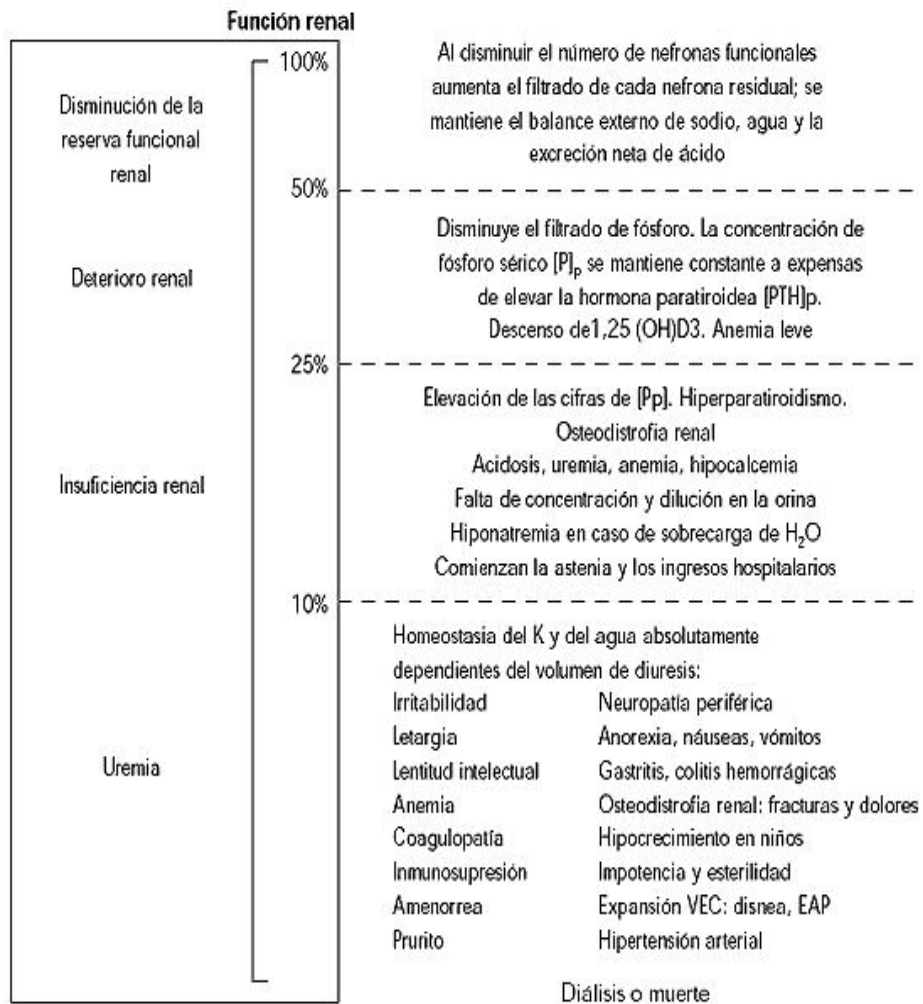 Función renal
100%
Disminución de la
reserva funcional
renal
Al disminuir el número de nefronas funcionales
aumenta el filtrado de cada nefrona residual; se
mantiene el balance externo de sodio, agua y la
excreción neta de ácido
50%
Deterioro renal
Disminuye el filtrado de fósforo. La concentración de
fósforo sérico [P]p se mantiene constante a expensas
de elevar la hormona paratiroidea [PTH]p.
Descenso de1,25 (OH)D3. Anemia leve
25%
Insuficiencia renal
Elevación de las cifras de [Pp]. Hiperparatiroidismo.
Osteodistrofia renal
Acidosis, uremia, anemia, hipocalcemia
Falta de concentración y dilución en la orina
Hiponatremia en caso de sobrecarga de H2O
Comienzan la astenia y los ingresos hospitalarios
10%
Uremia
Homeostasia del K y del agua absolutamente
dependientes del volumen de diuresis:
Irritabilidad Neuropatía periférica
Letargia Anorexia, náuseas, vómitos
Lentitud intelectual Gastritis, colitis hemorrágicas
Anemia Osteodistrofia renal: fracturas y dolores
Coagulopatía Hipocrecimiento en niños
Inmunosupresión Impotencia y esterilidad
Amenorrea Expansión VEC: disnea, EAP
Prurito Hipertensión arterial
Diálisis o muerte